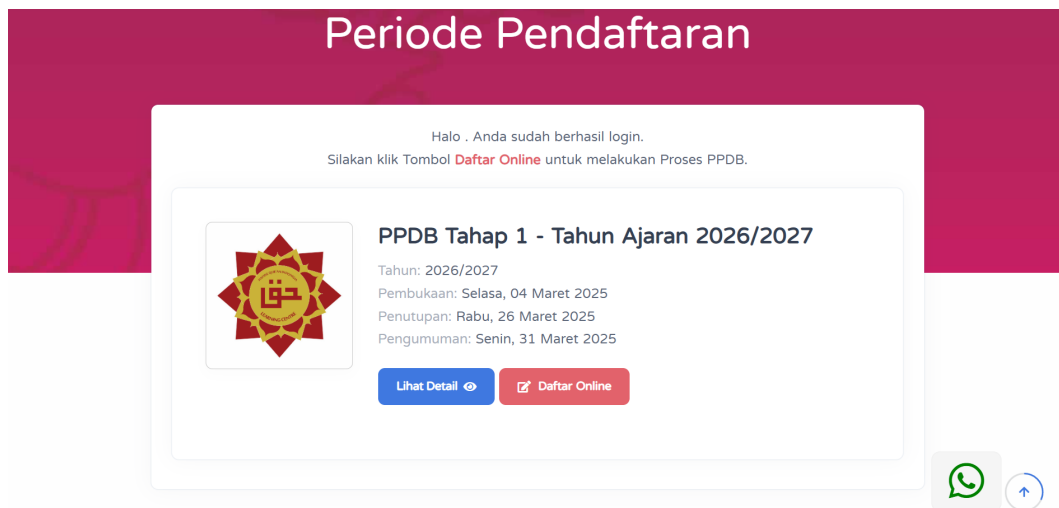 Periode Pendaftaran
Halo . Anda sudah berhasil login.
Silakan klik Tombol Daftar Online untuk melakukan Proses PPDB.
PPDB Tahap 1 - Tahun Ajaran 2026/2027
Tahun: 2026/2027
Pembukaan: Selasa, 04 Maret 2025
Penutupan: Rabu, 26 Maret 2025
Pengumuman: Senin, 31 Maret 2025
Lihat Detail
Daftar Online
LEARNING CENTRE